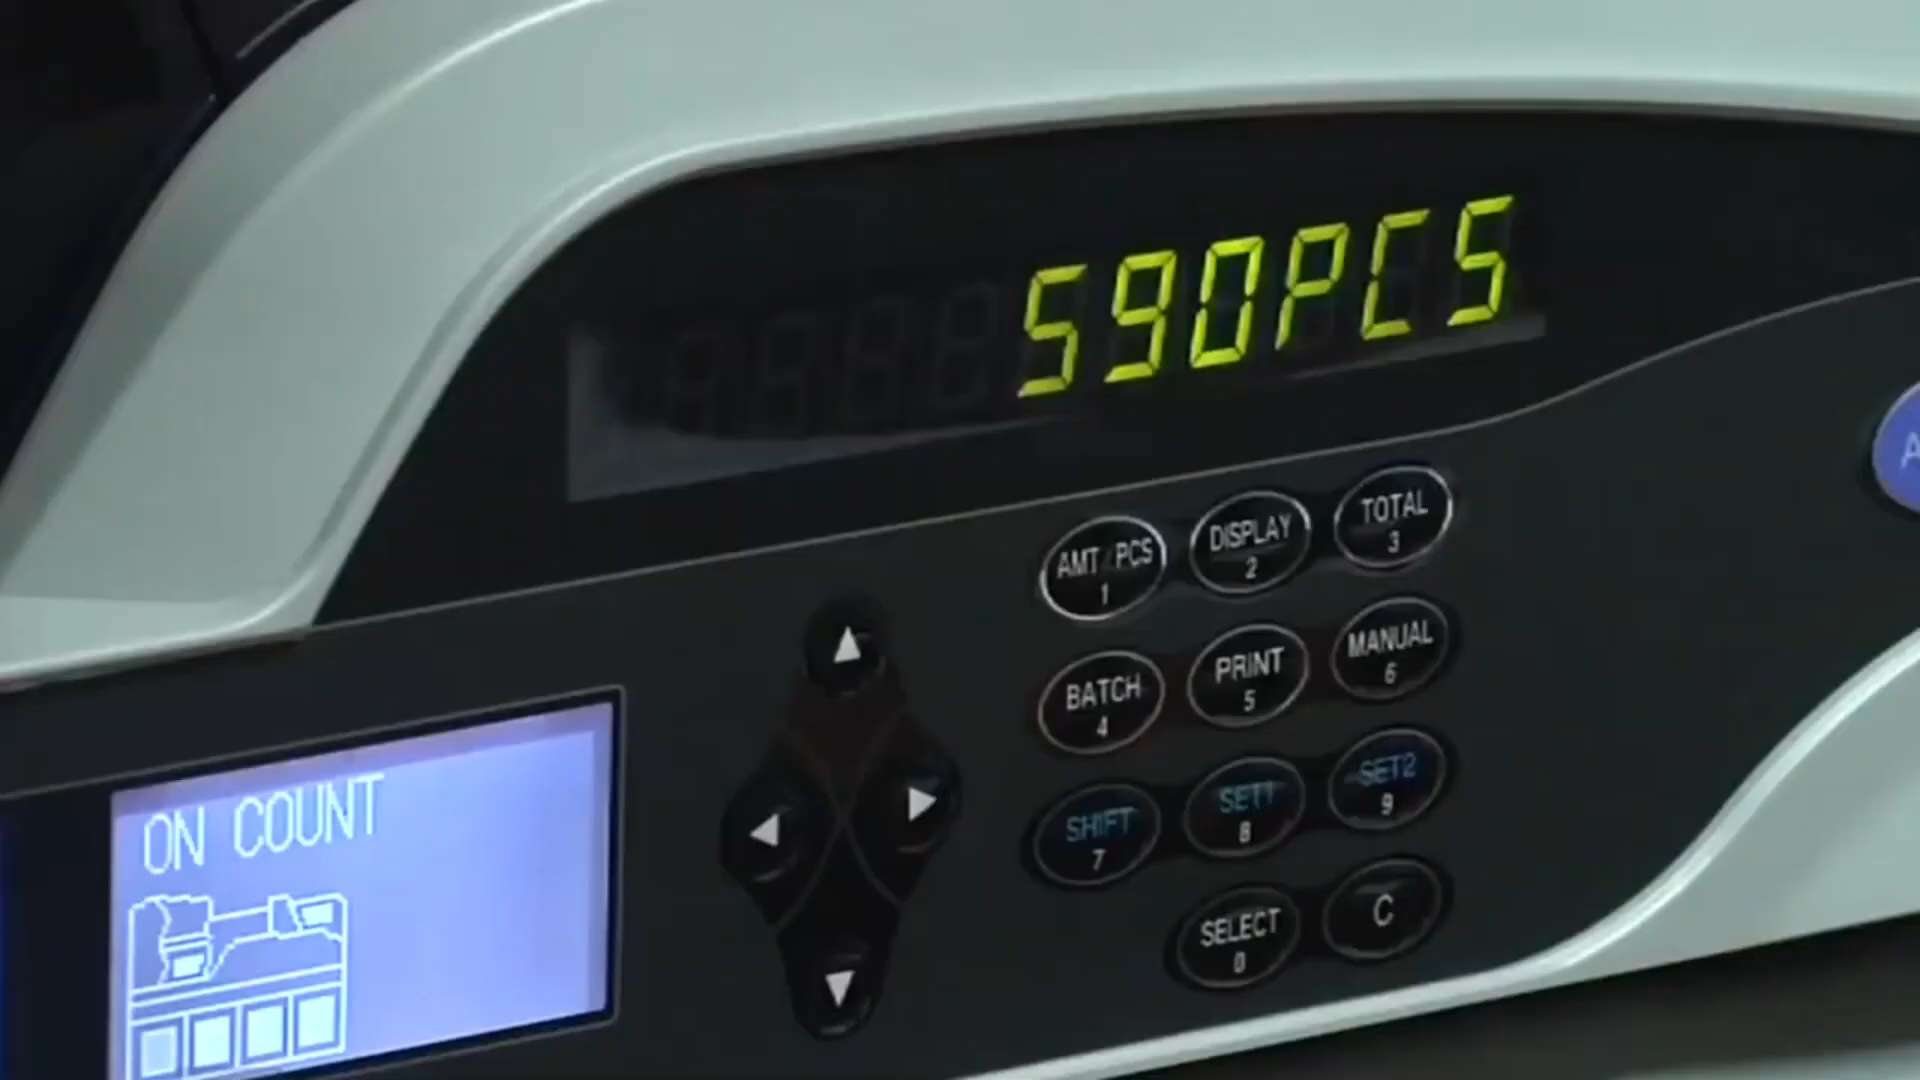 590PCS
AMT/PCS
1
DISPLAY
2
TOTAL
3
BATCH
4
PRINT
5
MANUAL
6
SHIFT
7
SET1
8
SET2
9
SELECT
0
C
ON COUNT
A